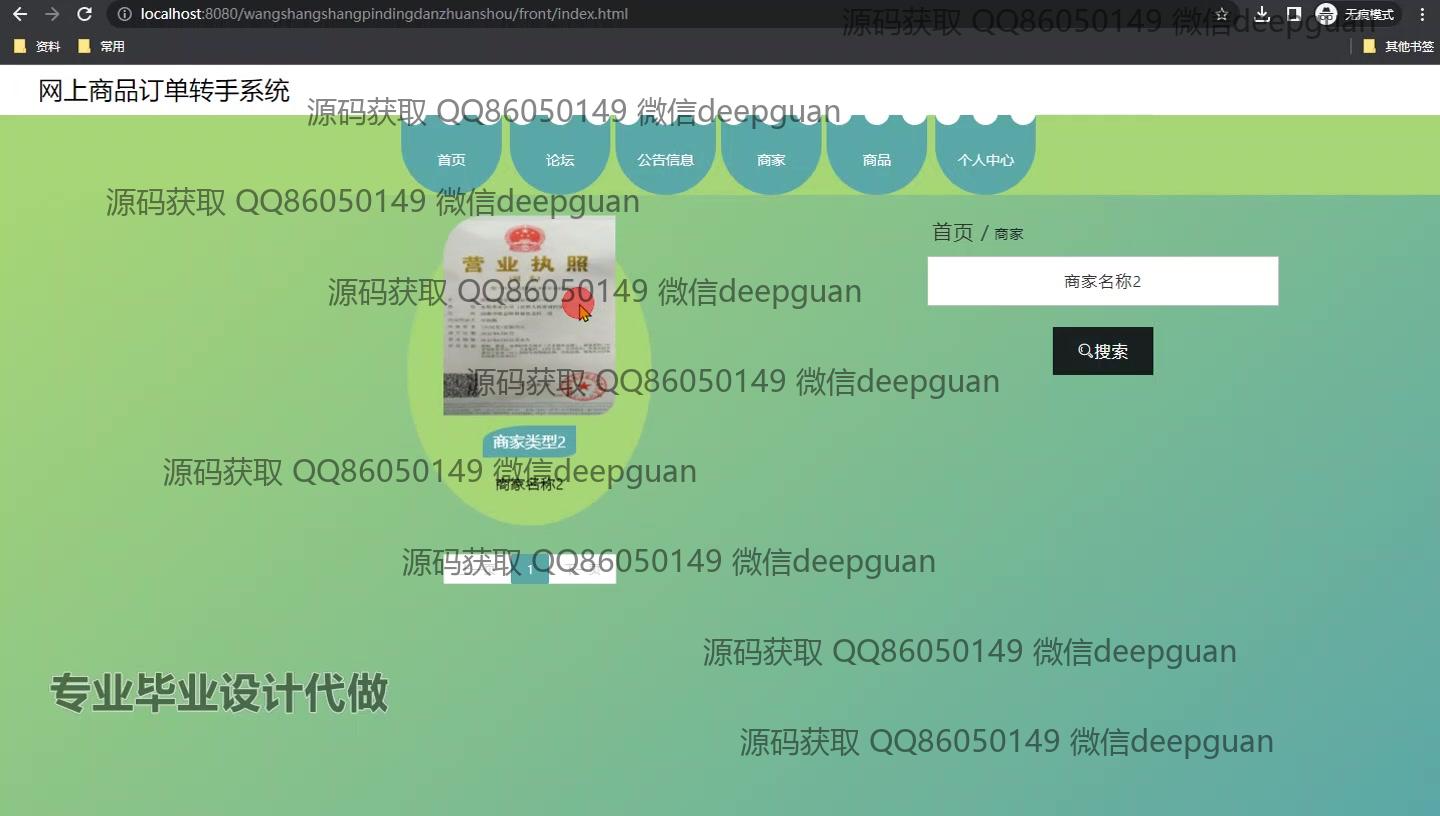 localhost:8080/wangshangshangpindingdanzhuanshou/front/index.html
无痕模式
资料
常用
其他书签
源码获取 QQ86050149 微信deepguan
网上商品订单转手系统
源码获取 QQ86050149 微信deepguan
首页
论坛
公告信息
商家
商品
个人中心
源码获取 QQ86050149 微信deepguan
首页 / 商家
营业执照
商家名称2
源码获取 QQ86050149 微信deepguan
搜索
源码获取 QQ86050149 微信deepguan
商家类型2
源码获取 QQ86050149 微信deepguan
商家名称2
源码获取 QQ86050149 微信deepguan
1
源码获取 QQ86050149 微信deepguan
专业毕业设计代做
源码获取 QQ86050149 微信deepguan